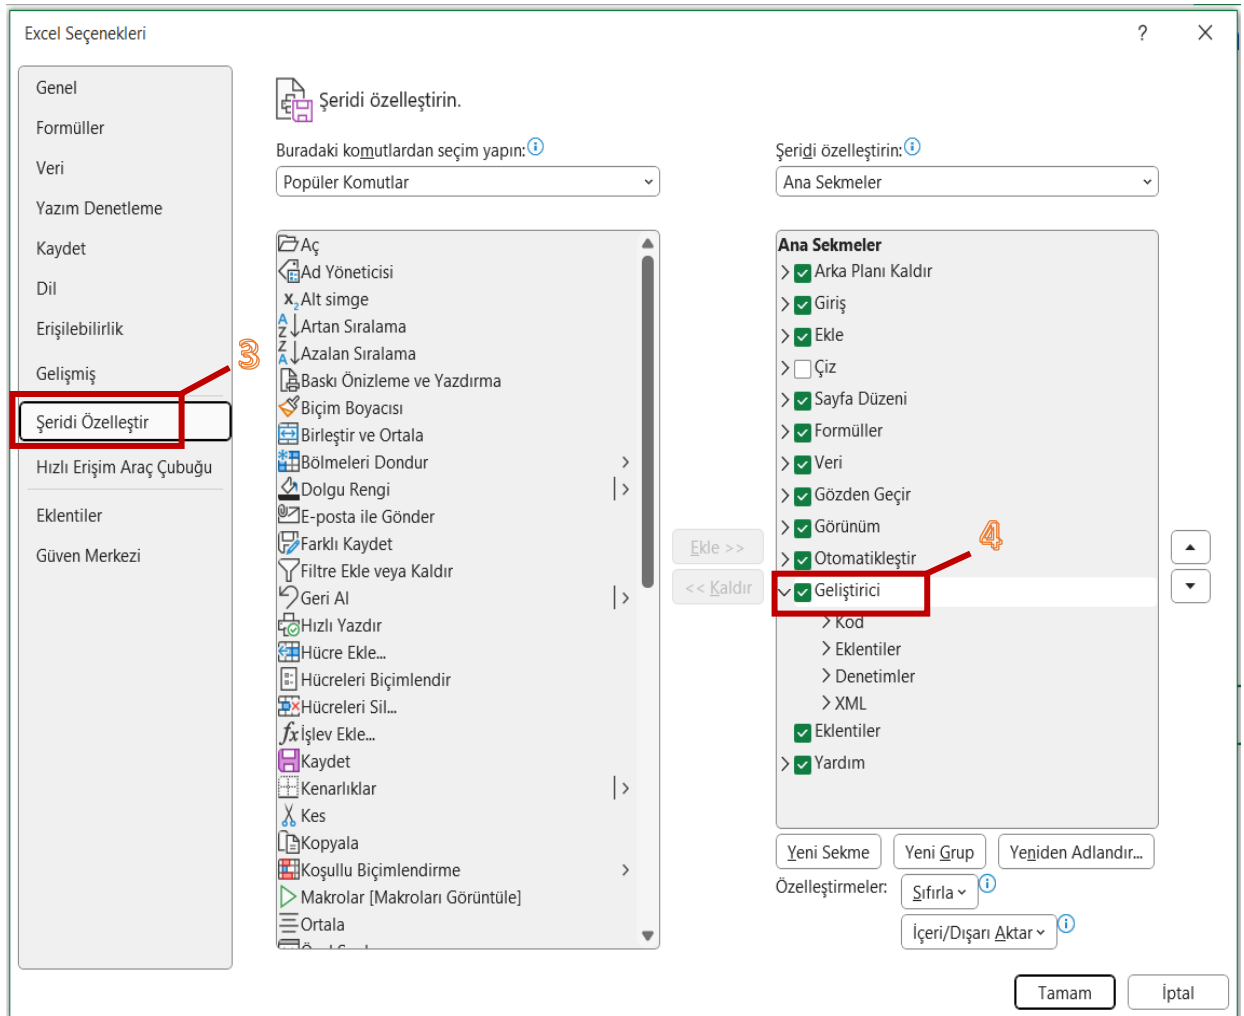 Excel Seçenekleri
?
Genel
Formüller
Veri
Yazım Denetleme
Kaydet
Dil
Erişilebilirlik
Gelişmiş
3
Şeridi Özelleştir
Hızlı Erişim Araç Çubuğu
Eklentiler
Güven Merkezi
Şeridi özelleştirin.
Buradaki komutlardan seçim yapın:
Popüler Komutlar
Aç
Ad Yöneticisi
Alt simge
Artan Sıralama
Azalan Sıralama
Baskı Önizleme ve Yazdırma
Biçim Boyacısı
Birleştir ve Ortala
Bölmeleri Dondur
Dolgu Rengi
E-posta ile Gönder
Farklı Kaydet
Filtre Ekle veya Kaldır
Geri Al
Hızlı Yazdır
Hücre Ekle...
Hücreleri Biçimlendir
Hücreleri Sil...
İşlev Ekle...
Kaydet
Kenarlıklar
Kes
Kopyala
Koşullu Biçimlendirme
Makrolar [Makroları Görüntüle]
Ortala
Ekle >>
<< Kaldır
Şeridi özelleştirin:
Ana Sekmeler
Ana Sekmeler
Arka Planı Kaldır
Giriş
Ekle
Çiz
Sayfa Düzeni
Formüller
Veri
Gözden Geçir
Görünüm
4
Otomatikleştir
Geliştirici
Kod
Eklentiler
Denetimler
XML
Eklentiler
Yardım
Yeni Sekme Yeni Grup Yeniden Adlandır...
Özelleştirmeler: Sıfırla
İçeri/Dışarı Aktar
Tamam İptal